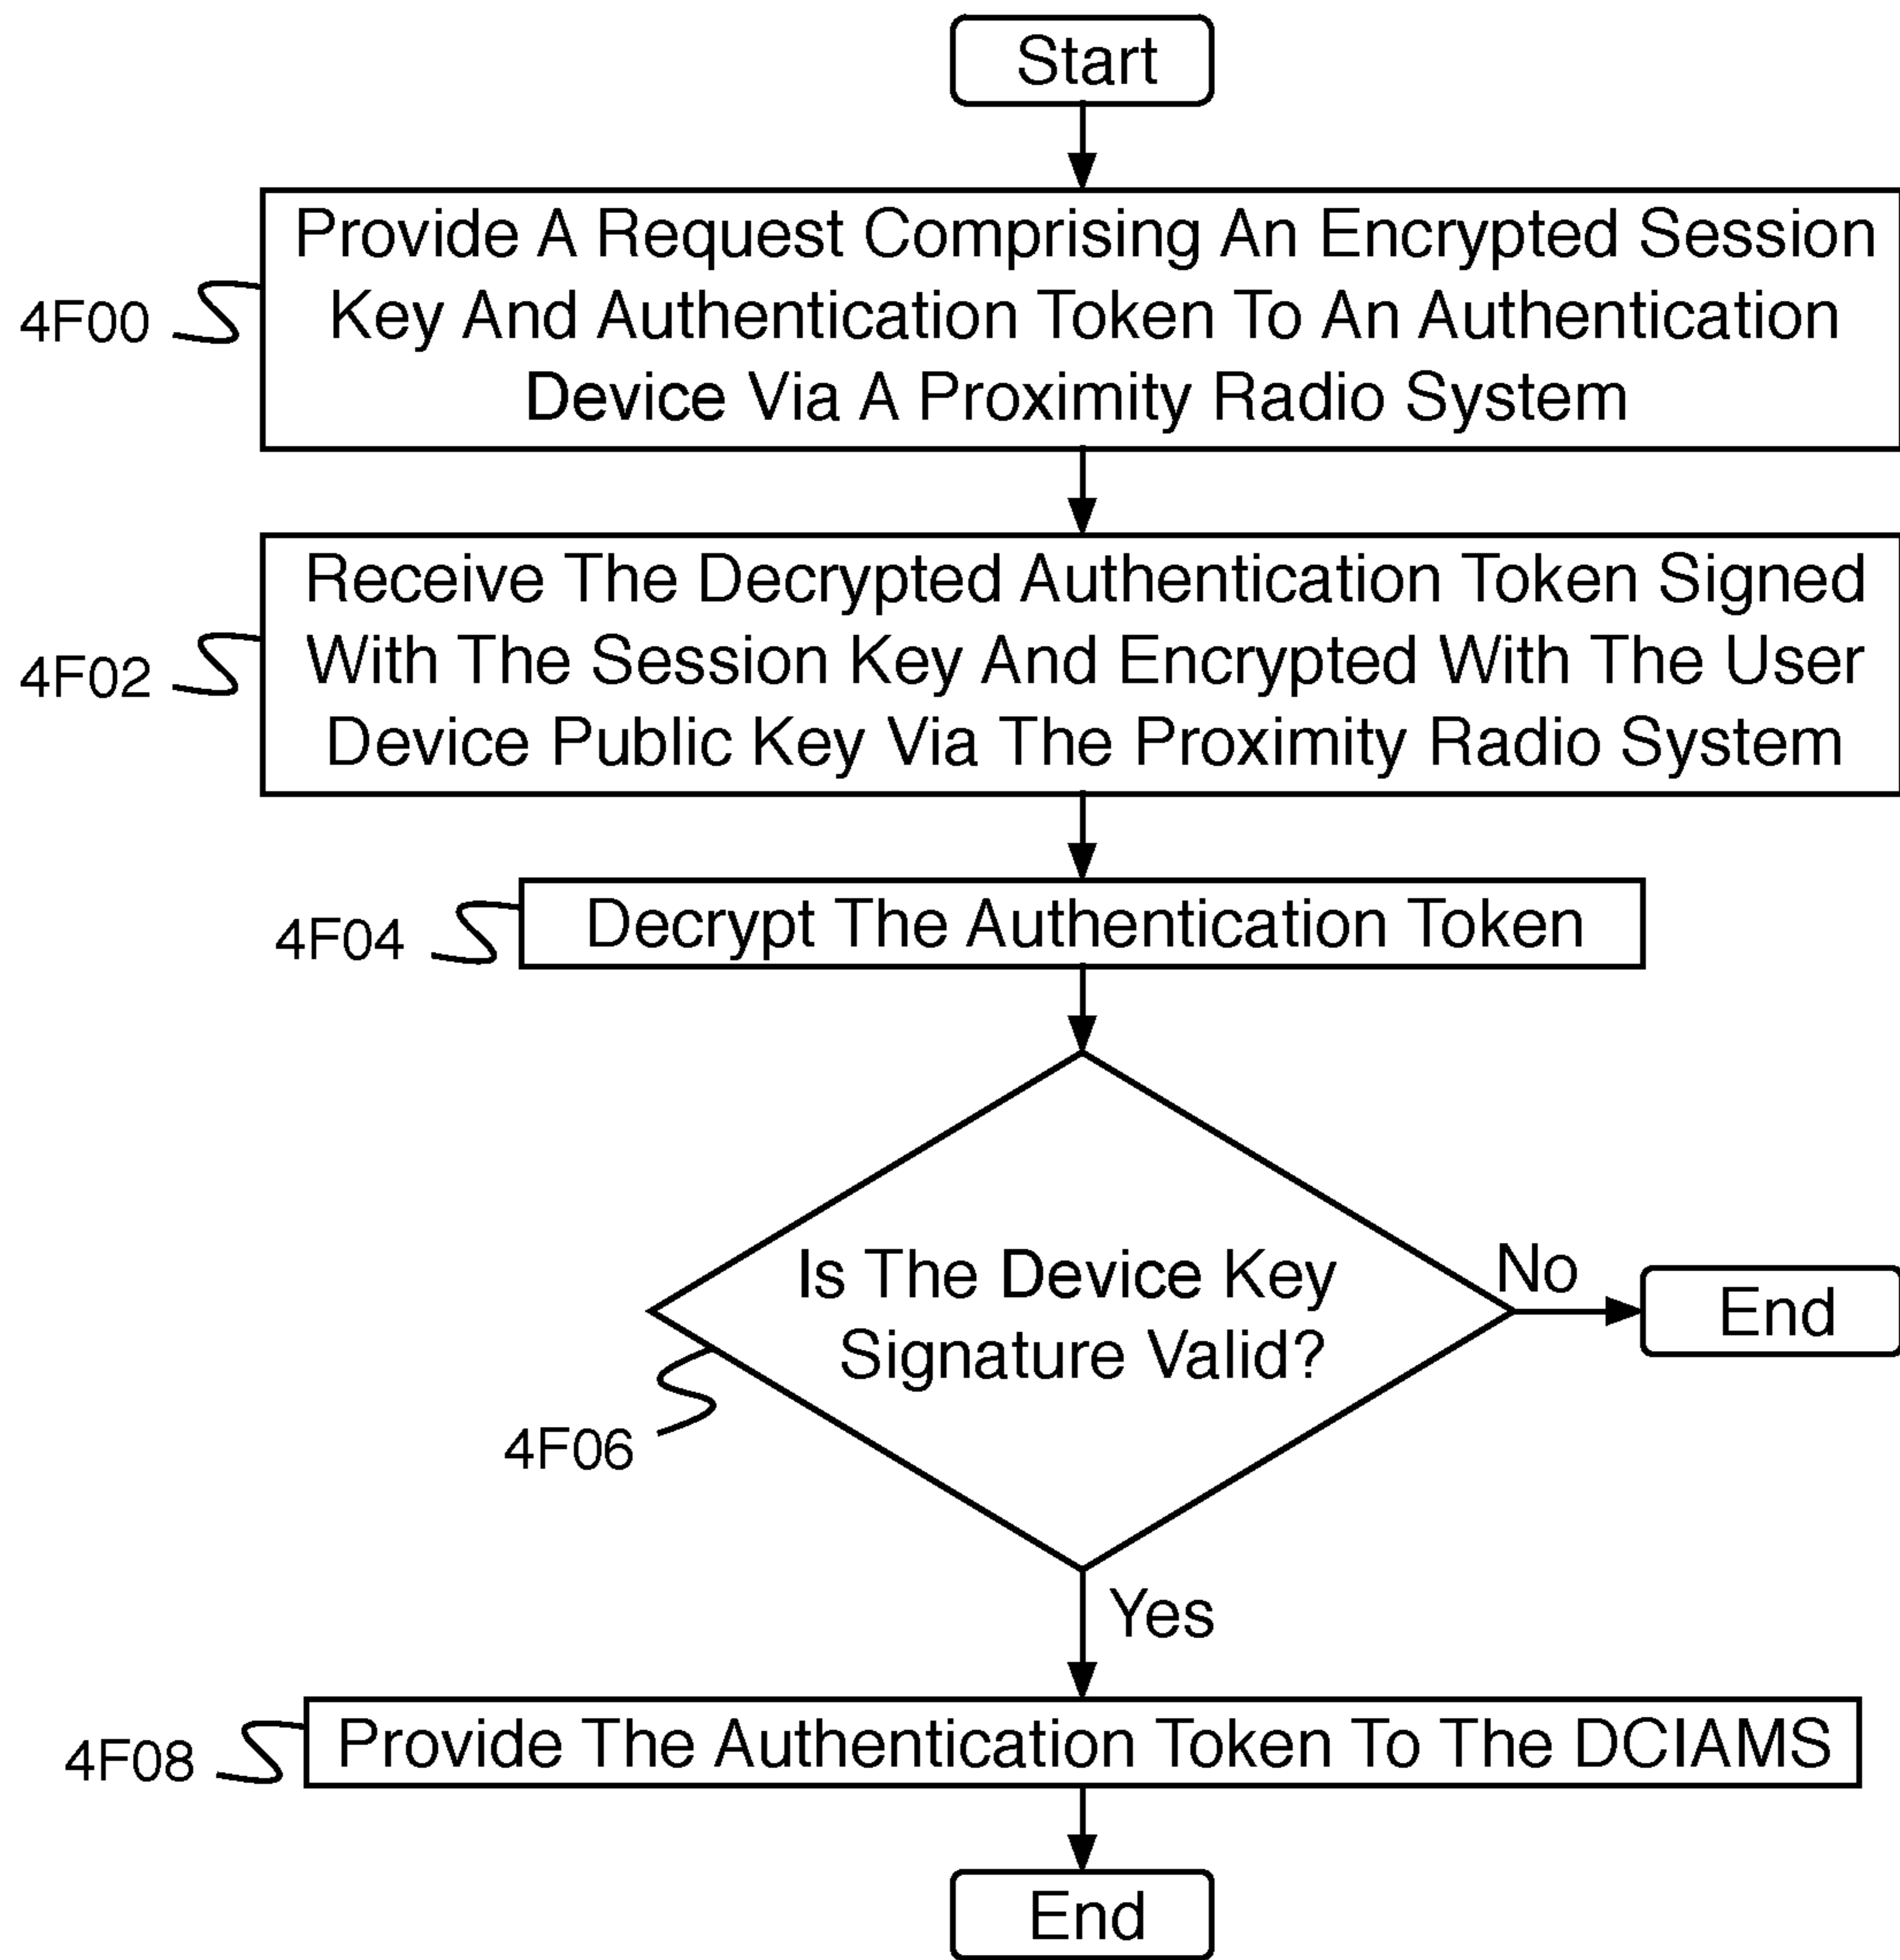 Start
Provide A Request Comprising An Encrypted Session
Key And Authentication Token To An Authentication
Device Via A Proximity Radio System
4F00
Receive The Decrypted Authentication Token Signed
With The Session Key And Encrypted With The User
Device Public Key Via The Proximity Radio System
4F02
Decrypt The Authentication Token
4F04
Is The Device Key
Signature Valid?
No
End
4F06
Yes
Provide The Authentication Token To The DCIAMS
4F08
End